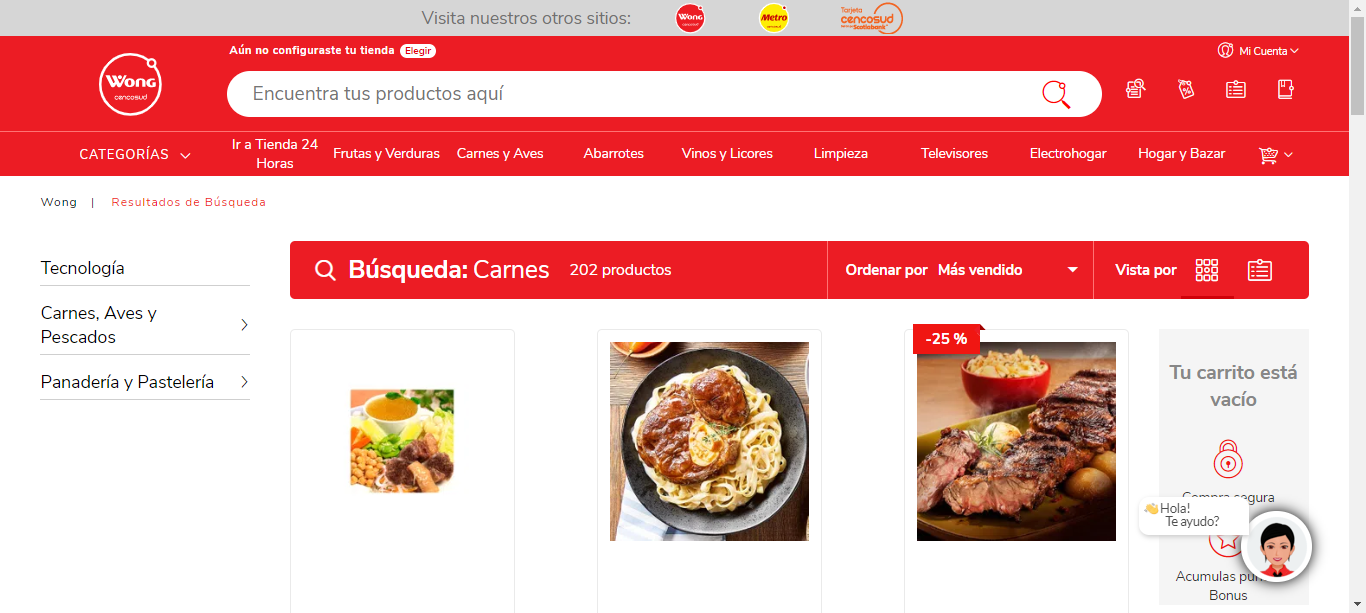 Visita nuestros otros sitios:
Wong
cencosud
Metro
cencosud
Tarjeta
cencosud
Scotiabank
Aún no configuraste tu tienda Elegir
Mi Cuenta
Wong
cencosud
Encuentra tus productos aquí
CATEGORÍAS
Ir a Tienda 24
Horas
Frutas y Verduras
Carnes y Aves
Abarrotes
Vinos y Licores
Limpieza
Televisores
Electrohogar
Hogar y Bazar
Wong | Resultados de Búsqueda
Tecnología
Carnes, Aves y
Pescados
Panadería y Pastelería
Búsqueda: Carnes 202 productos
Ordenar por Más vendido
Vista por
-25 %
Tu carrito está
vacío
Compra segura
Hola!
Te ayudo?
Acumulas
Bonus